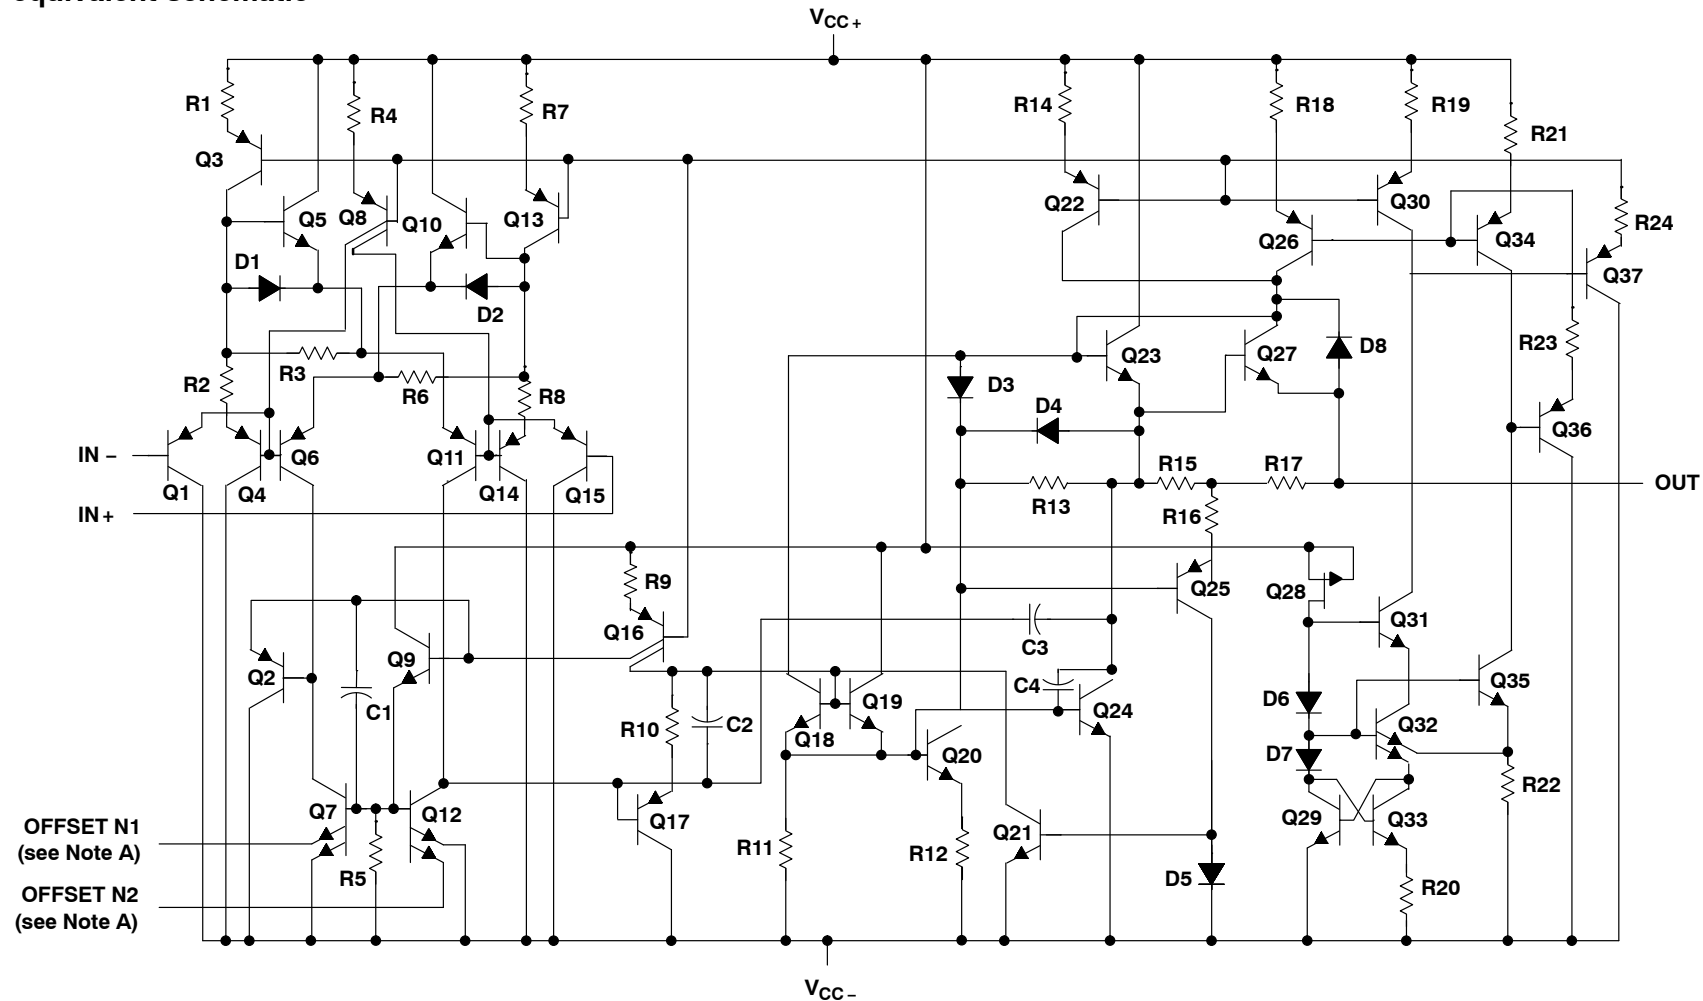 equivalent schematic
VCC+
R1
R4
R7
R14
R18
R19
R21
Q3
Q5
Q8
Q10
Q13
Q22
Q30
Q26
Q34
R24
Q37
D1
D2
R3
R2
R6
R8
D3
D4
Q23
Q27
D8
R23
Q36
IN –
Q1
Q4
Q6
Q11
Q14
Q15
IN +
R13
R15
R17
R16
OUT
R9
Q16
Q25
Q28
Q31
C3
Q2
Q9
C1
R10
C2
Q18
Q19
C4
Q24
Q20
D6
Q32
Q35
D7
R22
Q7
Q12
Q17
Q21
Q29
Q33
OFFSET N1
(see Note A)
R5
R11
R12
D5
R20
OFFSET N2
(see Note A)
VCC–